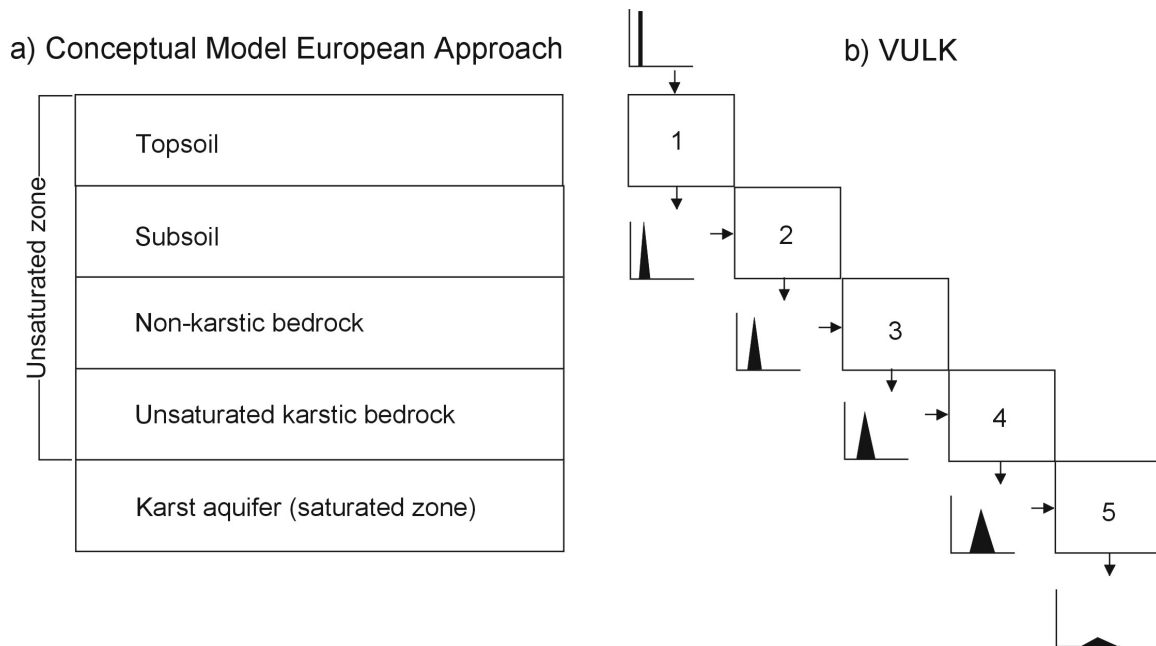 a) Conceptual Model European Approach
b) VULK
Unsaturated zone
Topsoil
1
Subsoil
2
Non-karstic bedrock
3
Unsaturated karstic bedrock
4
Karst aquifer (saturated zone)
5